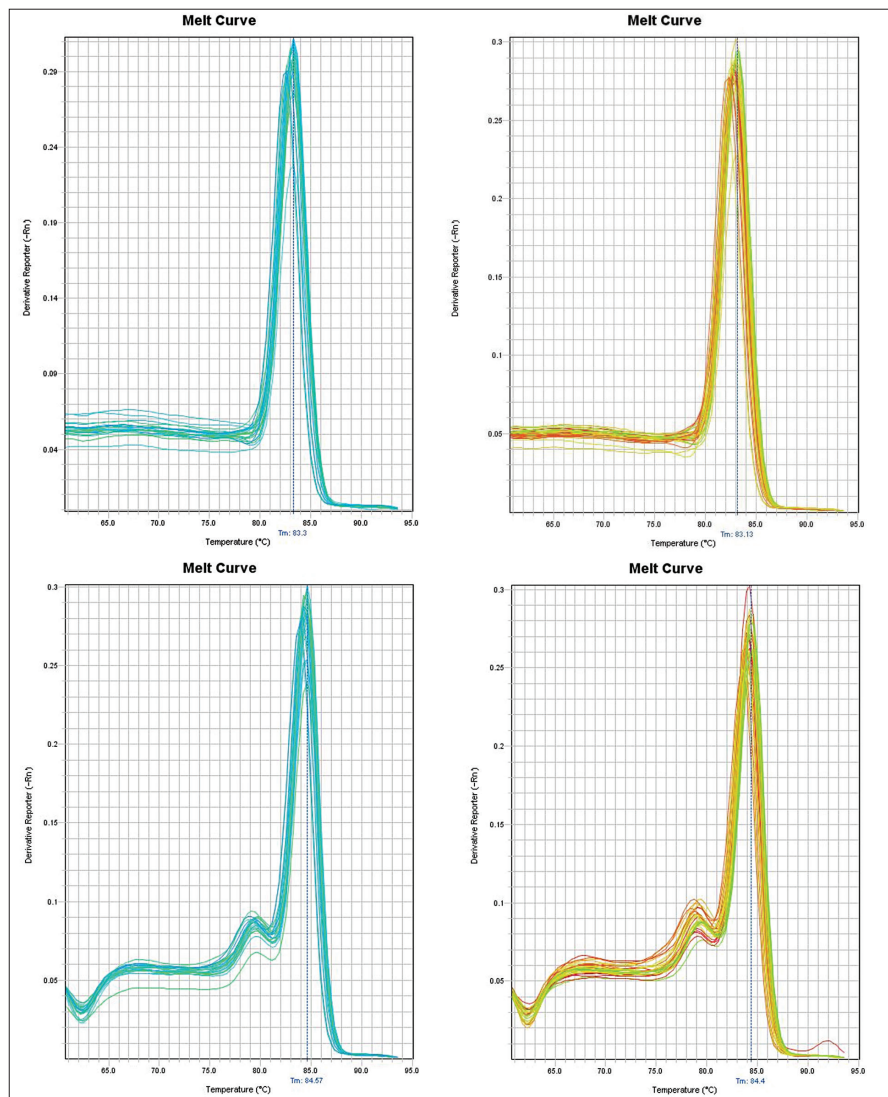 Melt Curve
Derivative Reporter (−Rn')
0.29
0.24
0.19
0.14
0.09
0.04
65.0 70.0 75.0 80.0 85.0 90.0 95.0
Tm: 83.3
Temperature (°C)
Melt Curve
Derivative Reporter (−Rn')
0.3
0.25
0.2
0.15
0.1
0.05
65.0 70.0 75.0 80.0 85.0 90.0 95.0
Tm: 83.13
Temperature (°C)
Melt Curve
Derivative Reporter (−Rn')
0.3
0.25
0.2
0.15
0.1
0.05
65.0 70.0 75.0 80.0 85.0 90.0 95.0
Temperature (°C)
Tm: 84.57
Melt Curve
Derivative Reporter (−Rn')
0.3
0.25
0.2
0.15
0.1
0.05
65.0 70.0 75.0 80.0 85.0 90.0 95.0
Tm: 84.4
Temperature (°C)